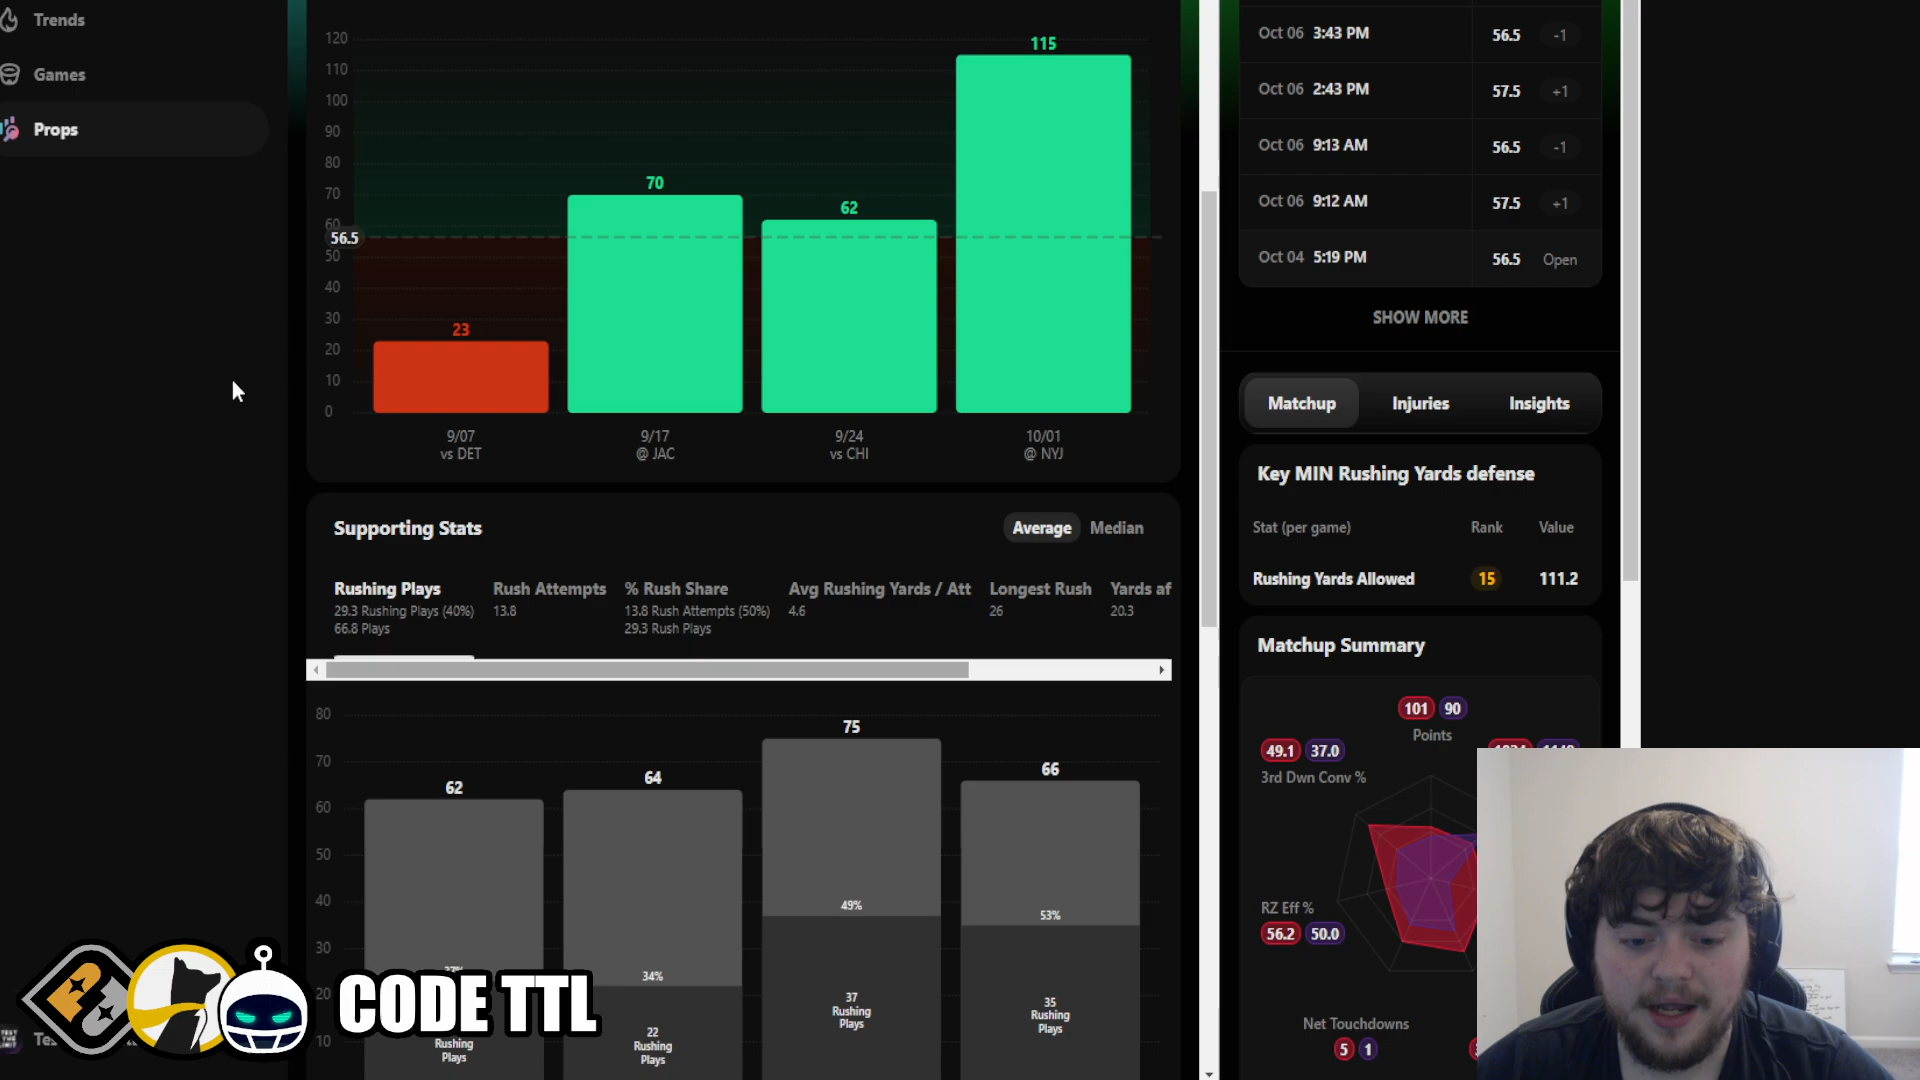 Trends
Games
Props
120
110
100
90
80
70
60
56.5
50
40
30
20
10
0
23
70
62
115
9/07
vs DET
9/17
@ JAC
9/24
vs CHI
10/01
@ NYJ
Supporting Stats
Average
Median
Rushing Plays
29.3 Rushing Plays (40%)
66.8 Plays
Rush Attempts
13.8
% Rush Share
13.8 Rush Attempts (50%)
29.3 Rush Plays
Avg Rushing Yards / Att
4.6
Longest Rush
26
Yards af
20.3
80
70
60
50
40
30
20
10
62
64
75
66
34%
49%
53%
Rushing
Plays
22
Rushing
Plays
37
Rushing
Plays
35
Rushing
Plays
CODE TTL
Oct 06 3:43 PM 56.5 -1
Oct 06 2:43 PM 57.5 +1
Oct 06 9:13 AM 56.5 -1
Oct 06 9:12 AM 57.5 +1
Oct 04 5:19 PM 56.5 Open
SHOW MORE
Matchup
Injuries
Insights
Key MIN Rushing Yards defense
Stat (per game) Rank Value
Rushing Yards Allowed 15 111.2
Matchup Summary
101 90
Points
49.1 37.0
3rd Dwn Conv %
RZ Eff %
56.2 50.0
Net Touchdowns
5 1